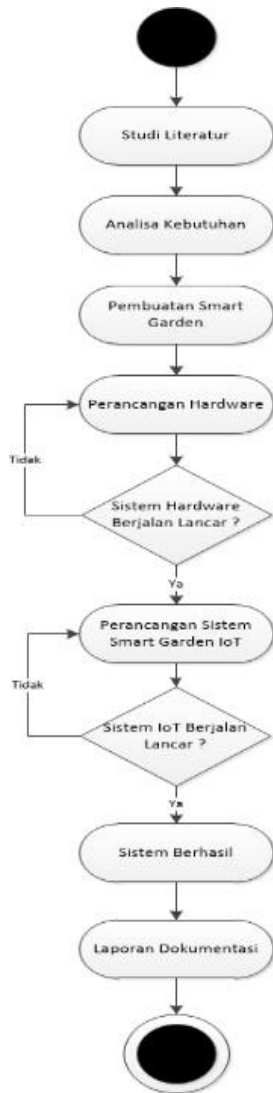 Studi Literatur
Analisa Kebutuhan
Pembuatan Smart
Garden
Perancangan Hardware
Tidak
Sistem Hardware
Berjalan Lancar ?
Ya
Perancangan Sistem
Smart Garden IoT
Tidak
Sistem IoT Berjalan
Lancar ?
Ya
Sistem Berhasil
Laporan Dokumentasi